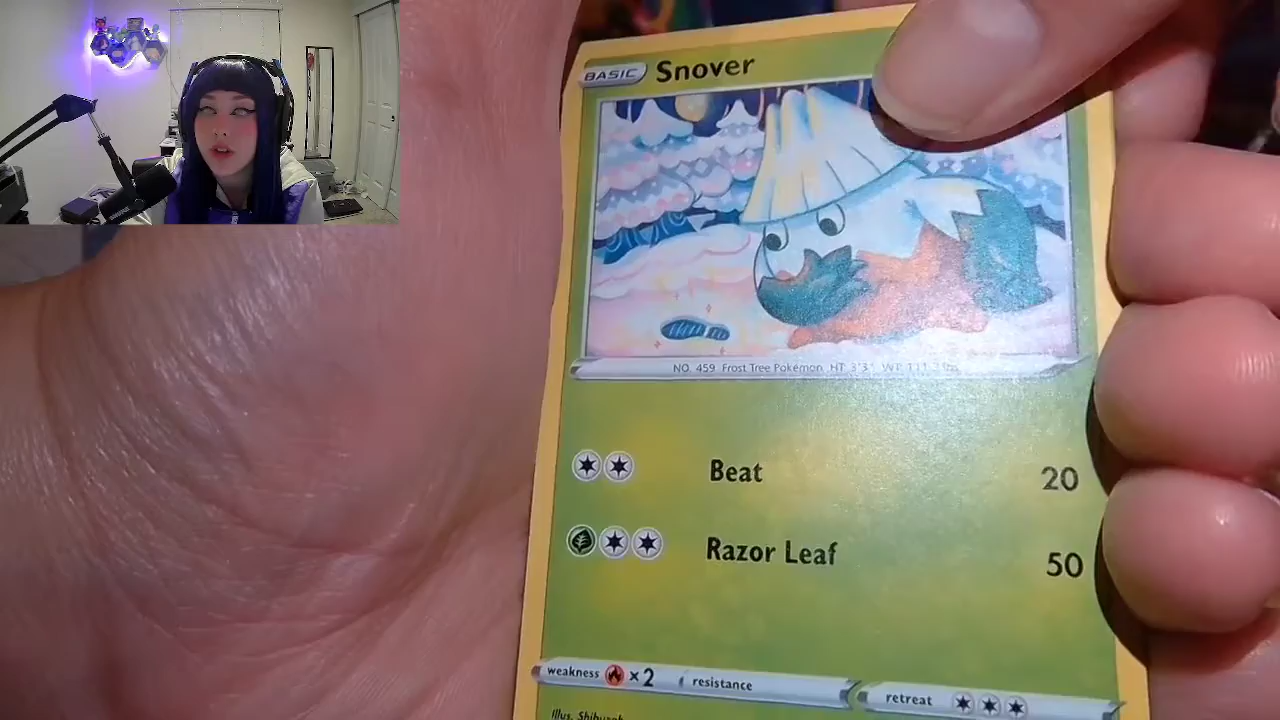 BASIC Snover
NO. 459 Frost Tree Pokémon HT 3'3"
Beat 20
Razor Leaf 50
weakness ×2 resistance retreat
Illus.